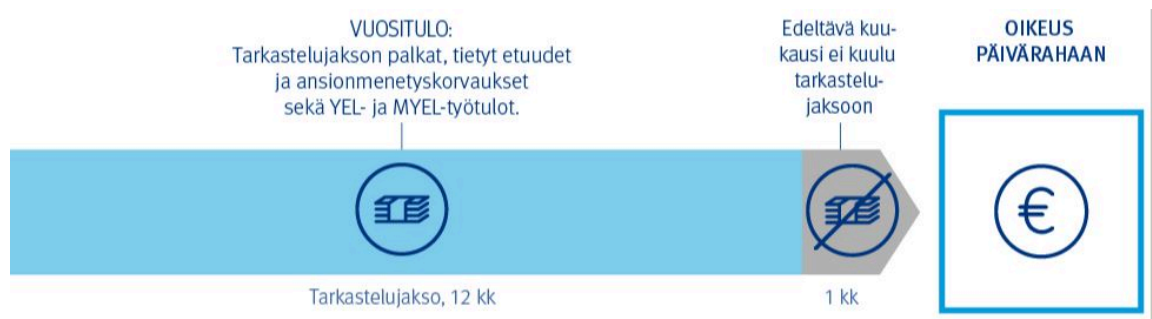 VUOSITULO:
Tarkastelujakson palkat, tietyt etuudet
ja ansionmenetyskorvaukset
sekä YEL- ja MYEL-työtulot.
Edeltävä kuu-
kausi ei kuulu
tarkastelu-
jaksoon
OIKEUS
PÄIVÄRAHAAN
€
Tarkastelujakso, 12 kk
1 kk